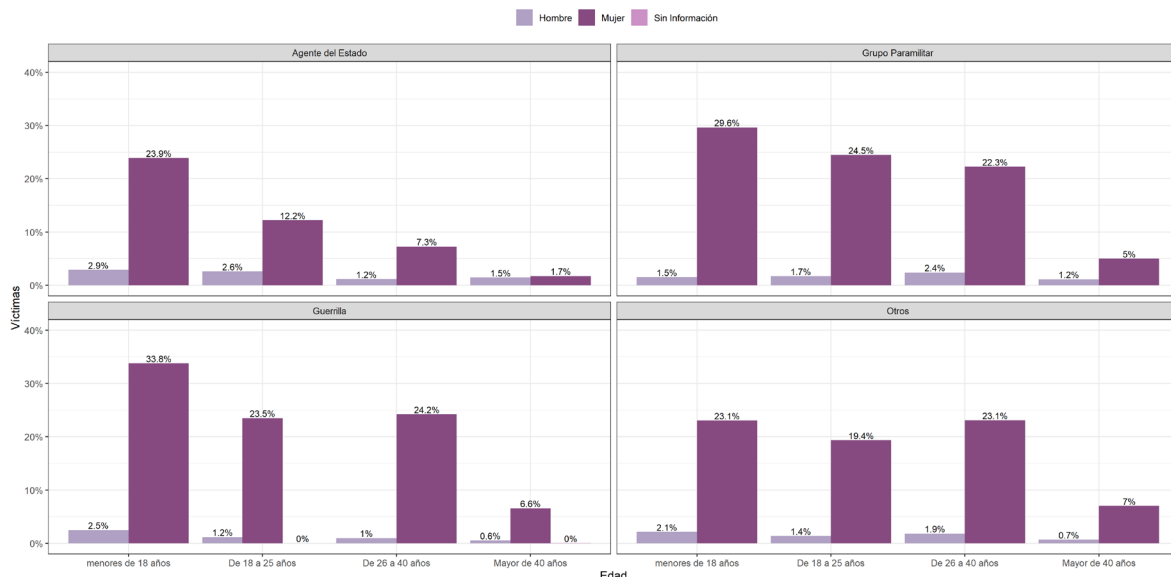 Hombre Mujer Sin Información
Agente del Estado
40%
30%
20%
10%
0%
2.9% 23.9% 2.6% 12.2% 1.2% 7.3% 1.5% 1.7%
Grupo Paramilitar
1.5% 29.6% 1.7% 24.5% 2.4% 22.3% 1.2% 5%
Víctimas
Guerrilla
40%
30%
20%
10%
0%
2.5% 33.8% 1.2% 23.5% 0% 1% 24.2% 0.6% 6.6% 0%
menores de 18 años De 18 a 25 años De 26 a 40 años Mayor de 40 años
Otros
2.1% 23.1% 1.4% 19.4% 1.9% 23.1% 0.7% 7%
menores de 18 años De 18 a 25 años De 26 a 40 años Mayor de 40 años
Edad